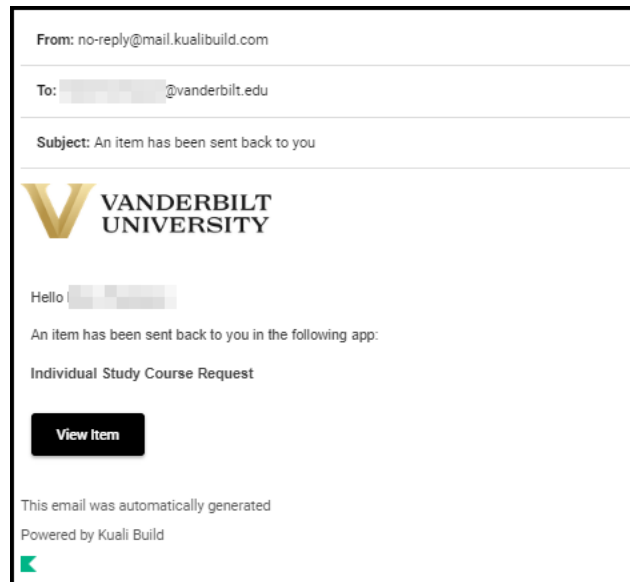 From: no-reply@mail.kualibuild.com
To: @vanderbilt.edu
Subject: An item has been sent back to you
VANDERBILT
UNIVERSITY
Hello
An item has been sent back to you in the following app:
Individual Study Course Request
View Item
This email was automatically generated
Powered by Kuali Build